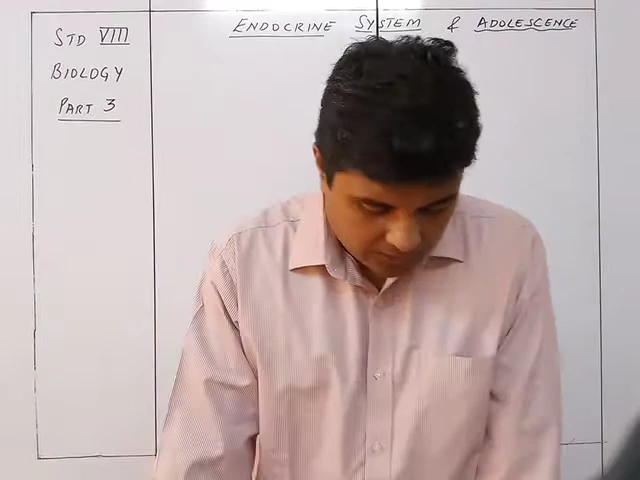 STD VIII
BIOLOGY
PART 3
ENDOCRINE SYSTEM & ADOLESCENCE